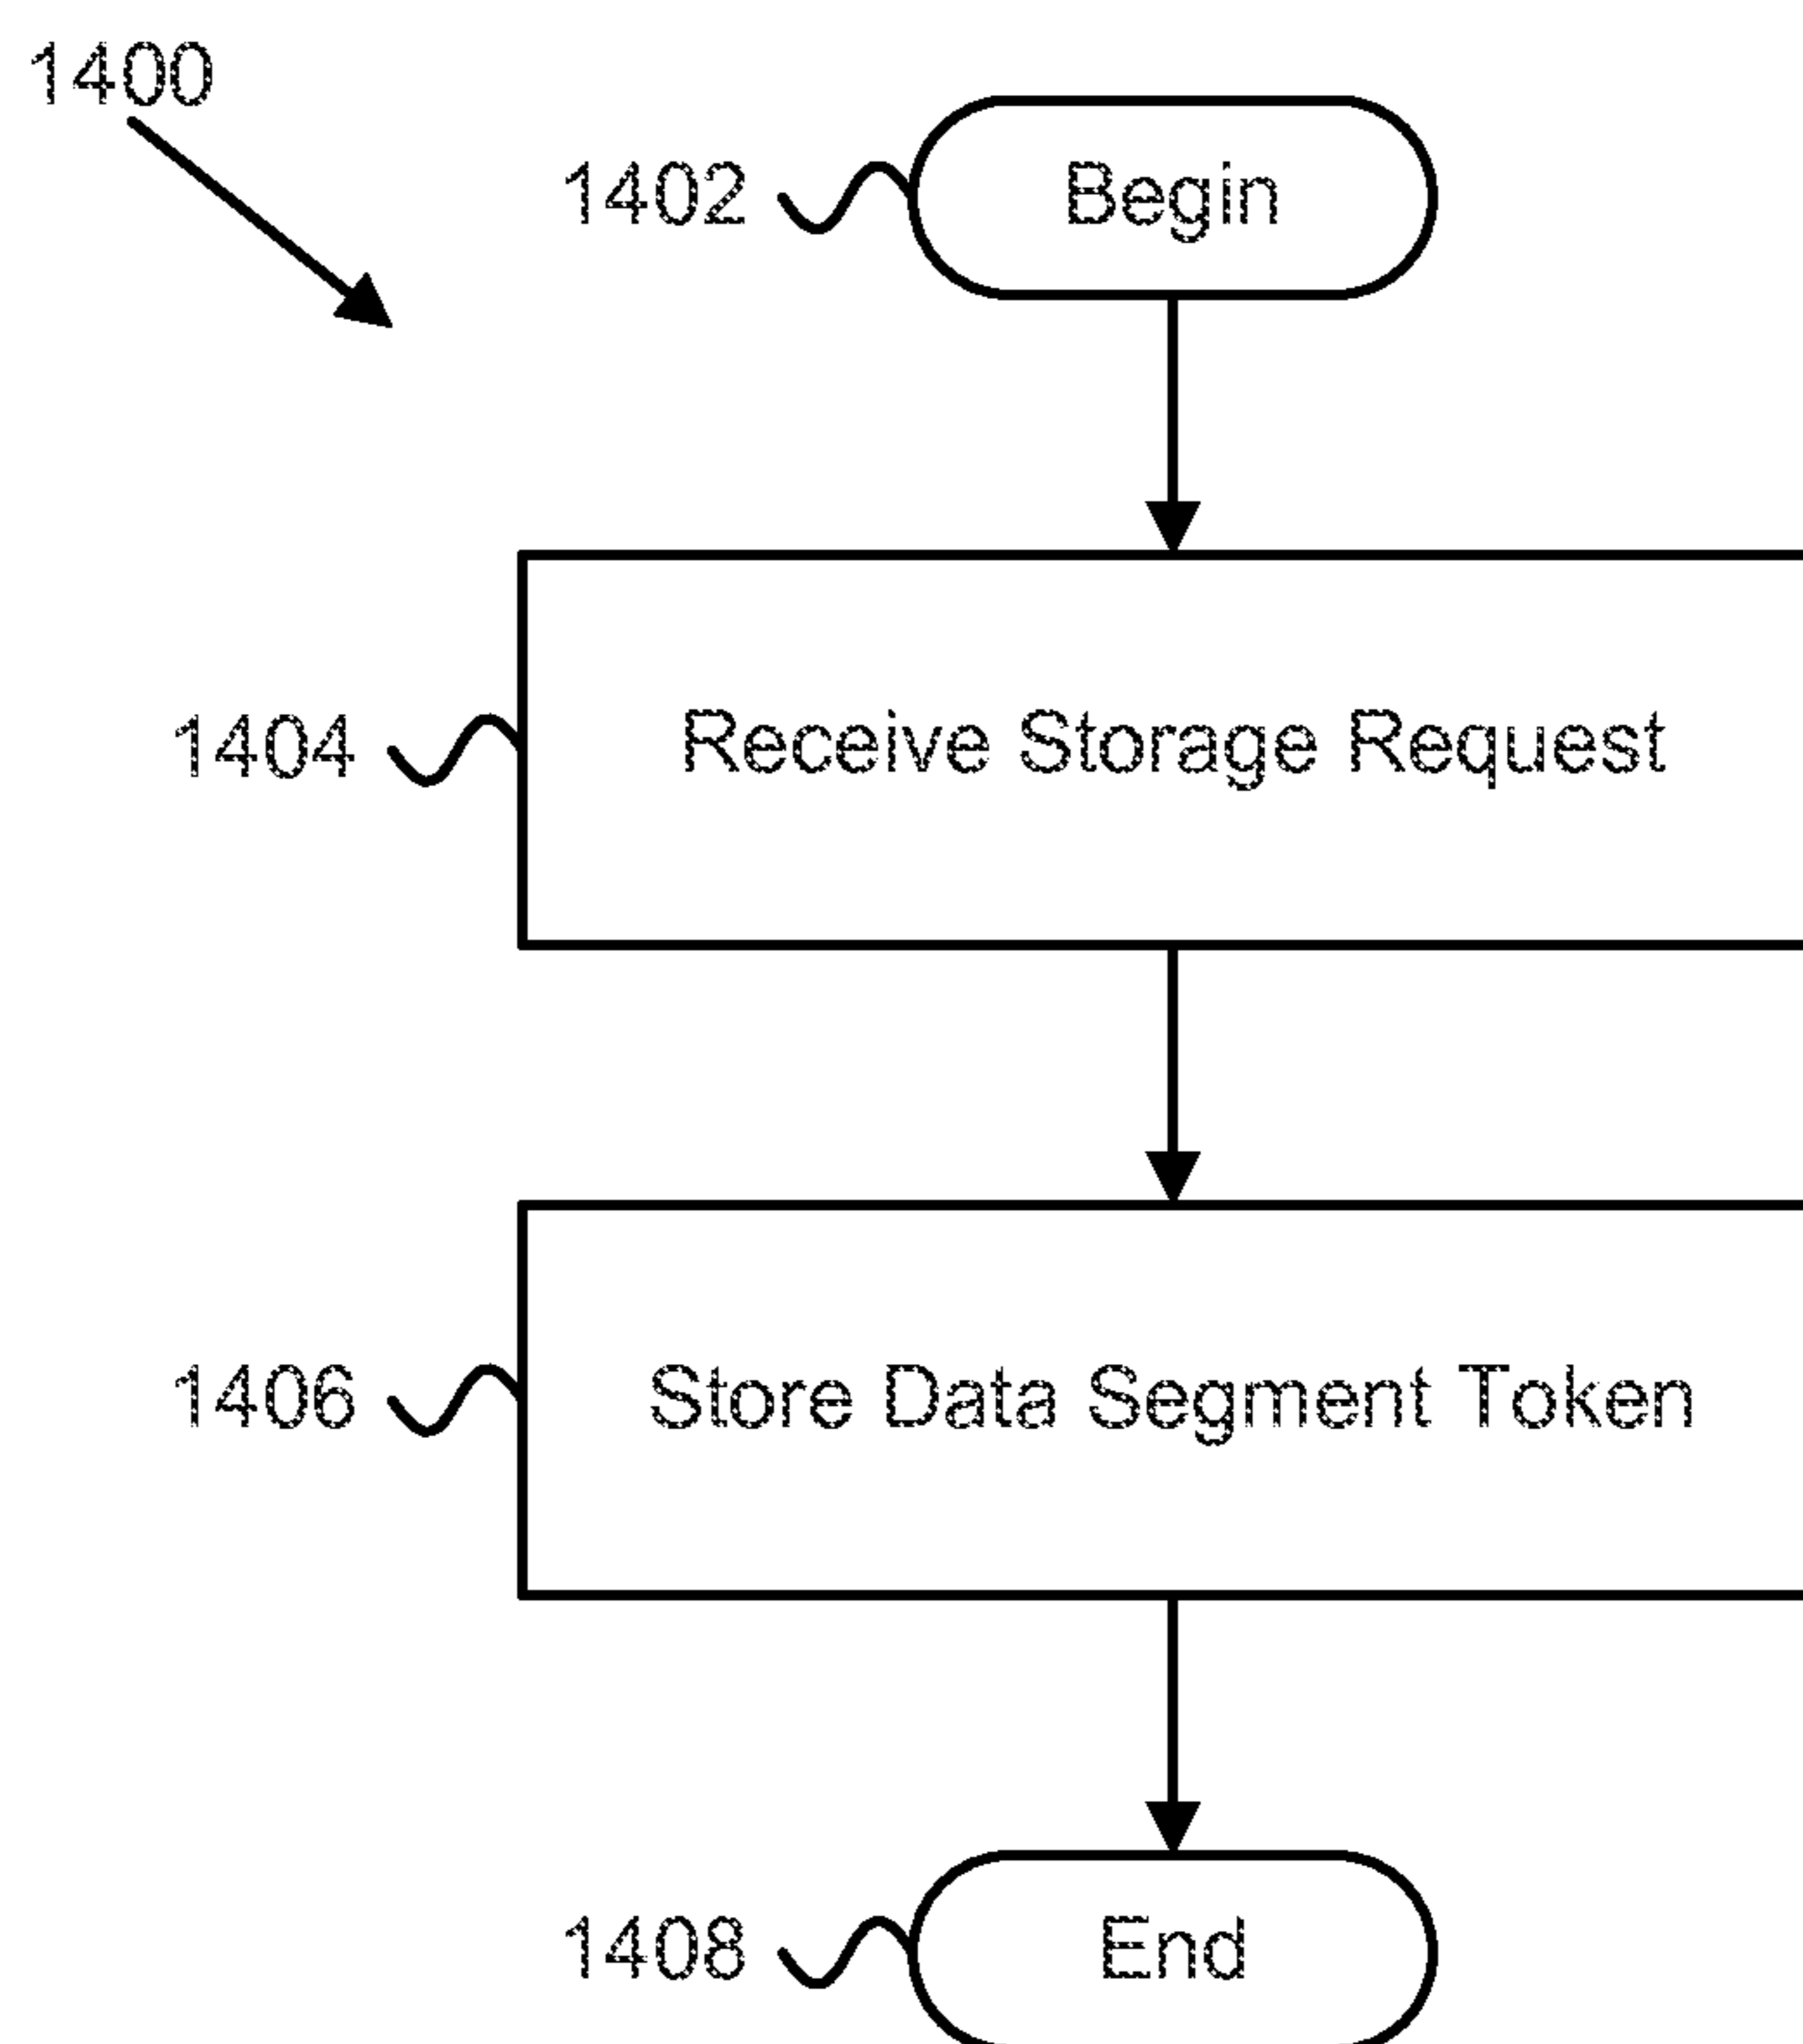 1400
1402 Begin
1404 Receive Storage Request
1406 Store Data Segment Token
1408 End